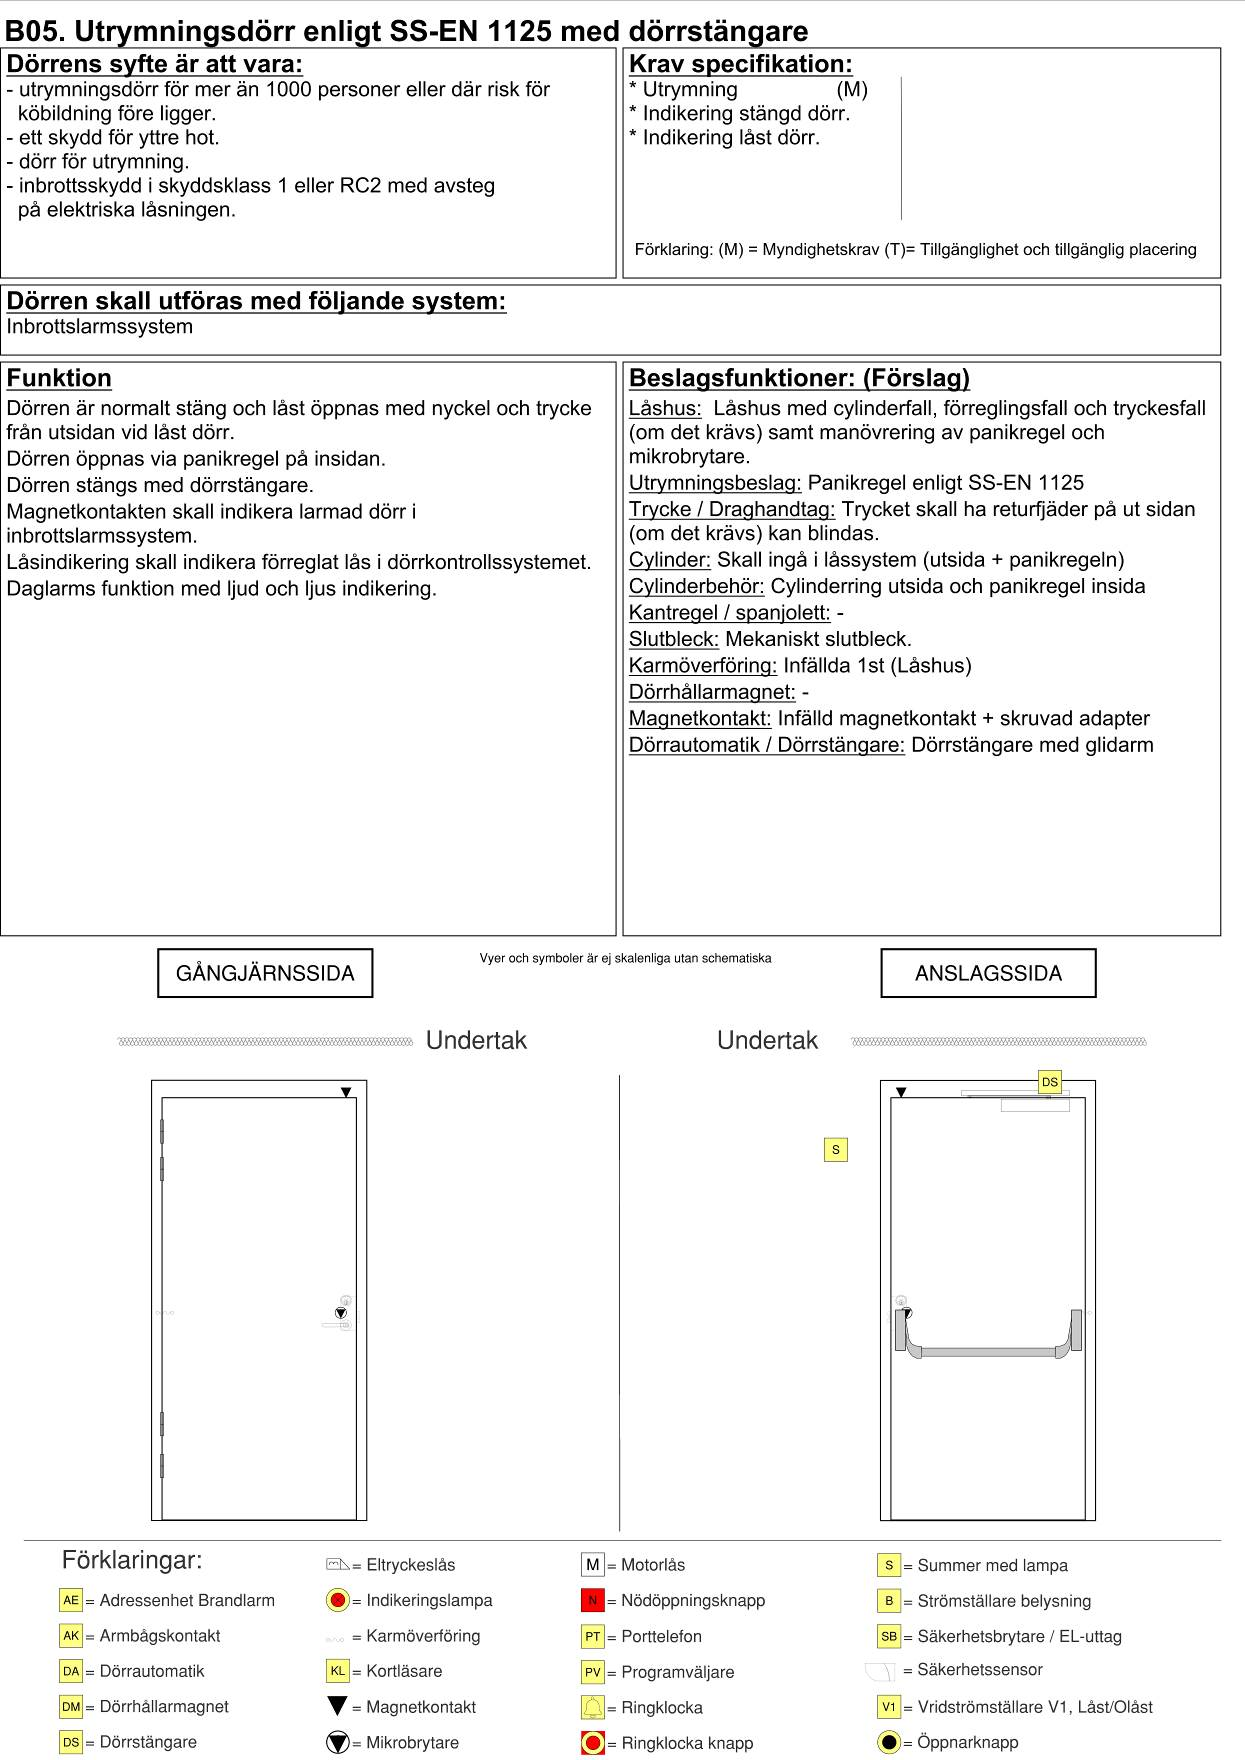 B05. Utrymningsdörr enligt SS-EN 1125 med dörrstängare
Dörrens syfte är att vara:
- utrymningsdörr för mer än 1000 personer eller där risk för
köbildning före ligger.
- ett skydd för yttre hot.
- dörr för utrymning.
- inbrottsskydd i skyddsklass 1 eller RC2 med avsteg
på elektriska låsningen.
Krav specifikation:
* Utrymning (M)
* Indikering stängd dörr.
* Indikering låst dörr.
Förklaring: (M) = Myndighetskrav (T)= Tillgänglighet och tillgänglig placering
Dörren skall utföras med följande system:
Inbrottslarmssystem
Funktion
Dörren är normalt stäng och låst öppnas med nyckel och trycke
från utsidan vid låst dörr.
Dörren öppnas via panikregel på insidan.
Dörren stängs med dörrstängare.
Magnetkontakten skall indikera larmad dörr i
inbrottslarmssystem.
Låsindikering skall indikera förreglat lås i dörrkontrollssystemet.
Daglarms funktion med ljud och ljus indikering.
Beslagsfunktioner: (Förslag)
Låshus: Låshus med cylinderfall, förreglingsfall och tryckesfall
(om det krävs) samt manövrering av panikregel och
mikrobrytare.
Utrymningsbeslag: Panikregel enligt SS-EN 1125
Trycke / Draghandtag: Trycket skall ha returfjäder på ut sidan
(om det krävs) kan blindas.
Cylinder: Skall ingå i låssystem (utsida + panikregeln)
Cylinderbehör: Cylinderring utsida och panikregel insida
Kantregel / spanjolett: -
Slutbleck: Mekaniskt slutbleck.
Karmöverföring: Infällda 1st (Låshus)
Dörrhållarmagnet: -
Magnetkontakt: Infälld magnetkontakt + skruvad adapter
Dörrautomatik / Dörrstängare: Dörrstängare med glidarm
GÅNGJÄRNSSIDA
Vyer och symboler är ej skalenliga utan schematiska
ANSLAGSSIDA
Undertak
Undertak
DS
S
Förklaringar:
AE = Adressenhet Brandlarm
AK = Armbågskontakt
DA = Dörrautomatik
DM = Dörrhållarmagnet
DS = Dörrstängare
= Eltryckeslås
= Indikeringslampa
= Karmöverföring
KL = Kortläsare
= Magnetkontakt
= Mikrobrytare
M = Motorlås
N = Nödöppningsknapp
PT = Porttelefon
PV = Programväljare
= Ringklocka
= Ringklocka knapp
S = Summer med lampa
B = Strömställare belysning
SB = Säkerhetsbrytare / EL-uttag
= Säkerhetssensor
V1 = Vridströmställare V1, Låst/Olåst
= Öppnarknapp